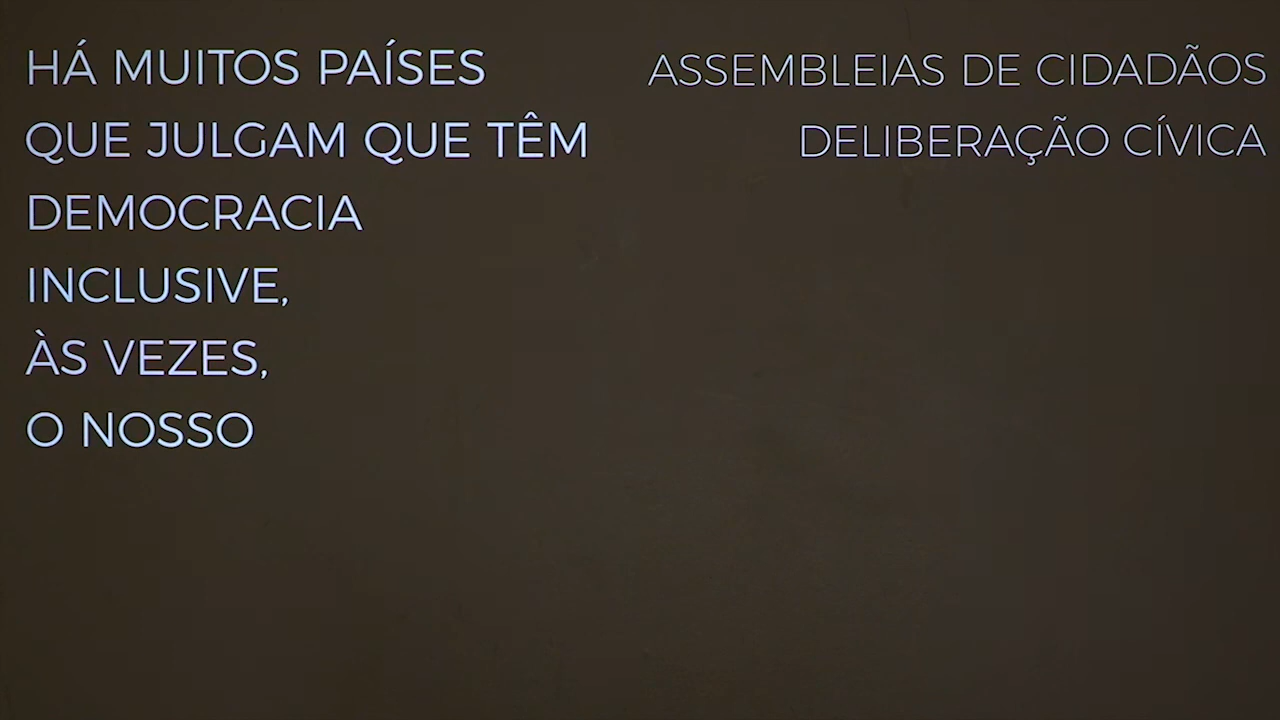 HÁ MUITOS PAÍSES
QUE JULGAM QUE TÊM
DEMOCRACIA
INCLUSIVE,
ÀS VEZES,
O NOSSO
ASSEMBLEIAS DE CIDADÃOS
DELIBERAÇÃO CÍVICA